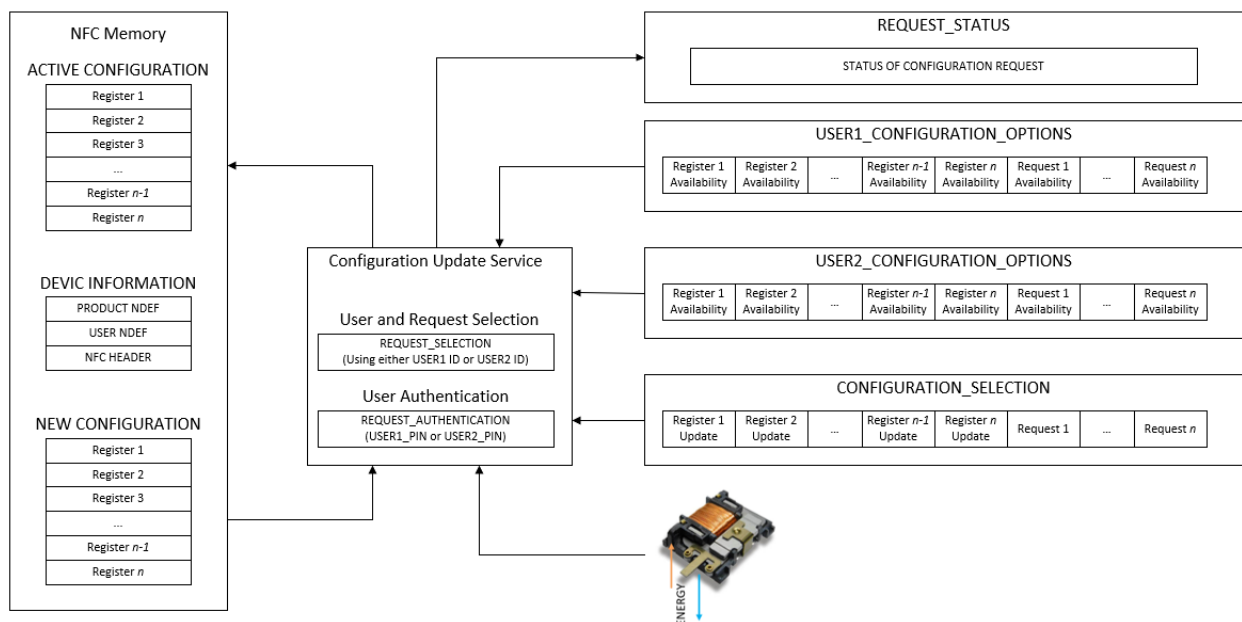 NFC Memory
ACTIVE CONFIGURATION
Register 1
Register 2
Register 3
...
Register n-1
Register n
DEVIC INFORMATION
PRODUCT NDEF
USER NDEF
NFC HEADER
NEW CONFIGURATION
Register 1
Register 2
Register 3
...
Register n-1
Register n
Configuration Update Service
User and Request Selection
REQUEST_SELECTION
(Using either USER1 ID or USER2 ID)
User Authentication
REQUEST_AUTHENTICATION
(USER1_PIN or USER2_PIN)
REQUEST_STATUS
STATUS OF CONFIGURATION REQUEST
USER1_CONFIGURATION_OPTIONS
Register 1
Availability
Register 2
Availability
...
Register n-1
Availability
Register n
Availability
Request 1
Availability
...
Request n
Availability
USER2_CONFIGURATION_OPTIONS
Register 1
Availability
Register 2
Availability
...
Register n-1
Availability
Register n
Availability
Request 1
Availability
...
Request n
Availability
CONFIGURATION_SELECTION
Register 1
Update
Register 2
Update
...
Register n-1
Update
Register n
Update
Request 1
...
Request n
ENERGY